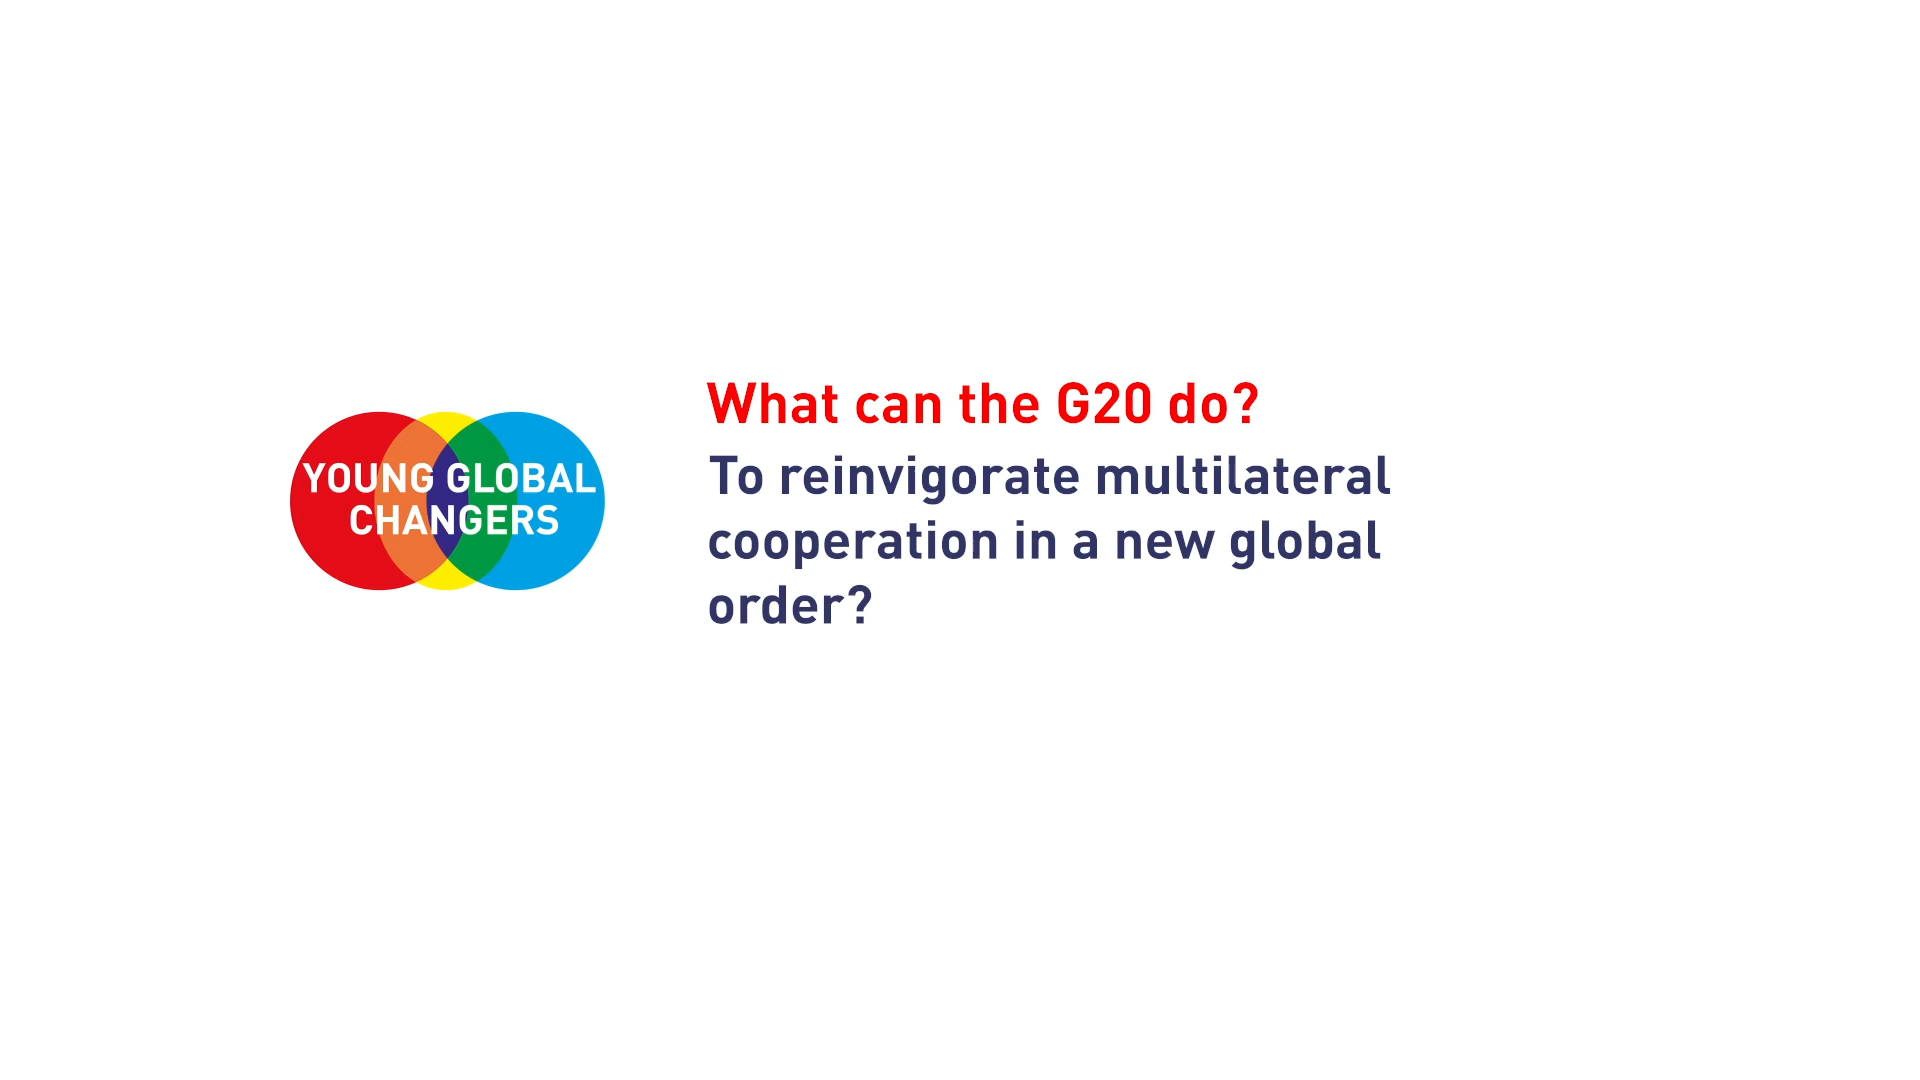 YOUNG GLOBAL
CHANGERS
What can the G20 do?
To reinvigorate multilateral
cooperation in a new global
order?